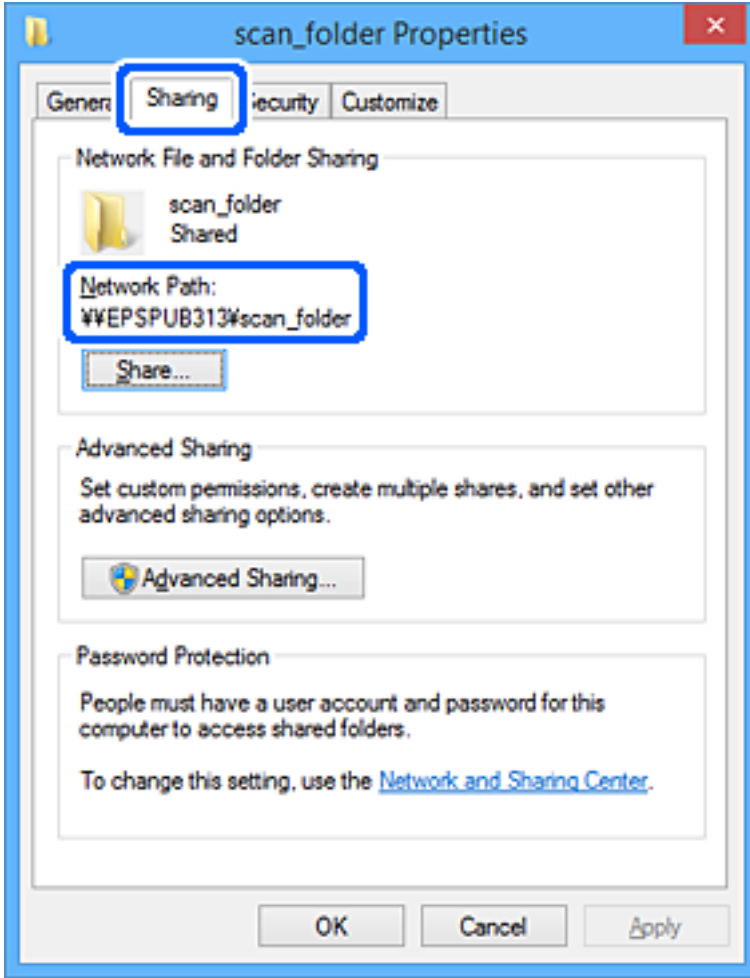 scan_folder Properties
General Sharing Security Customize
Network File and Folder Sharing
scan_folder
Shared
Network Path:
¥¥EPSPUB313¥scan_folder
Share...
Advanced Sharing
Set custom permissions, create multiple shares, and set other
advanced sharing options.
Advanced Sharing...
Password Protection
People must have a user account and password for this
computer to access shared folders.
To change this setting, use the Network and Sharing Center.
OK Cancel Apply